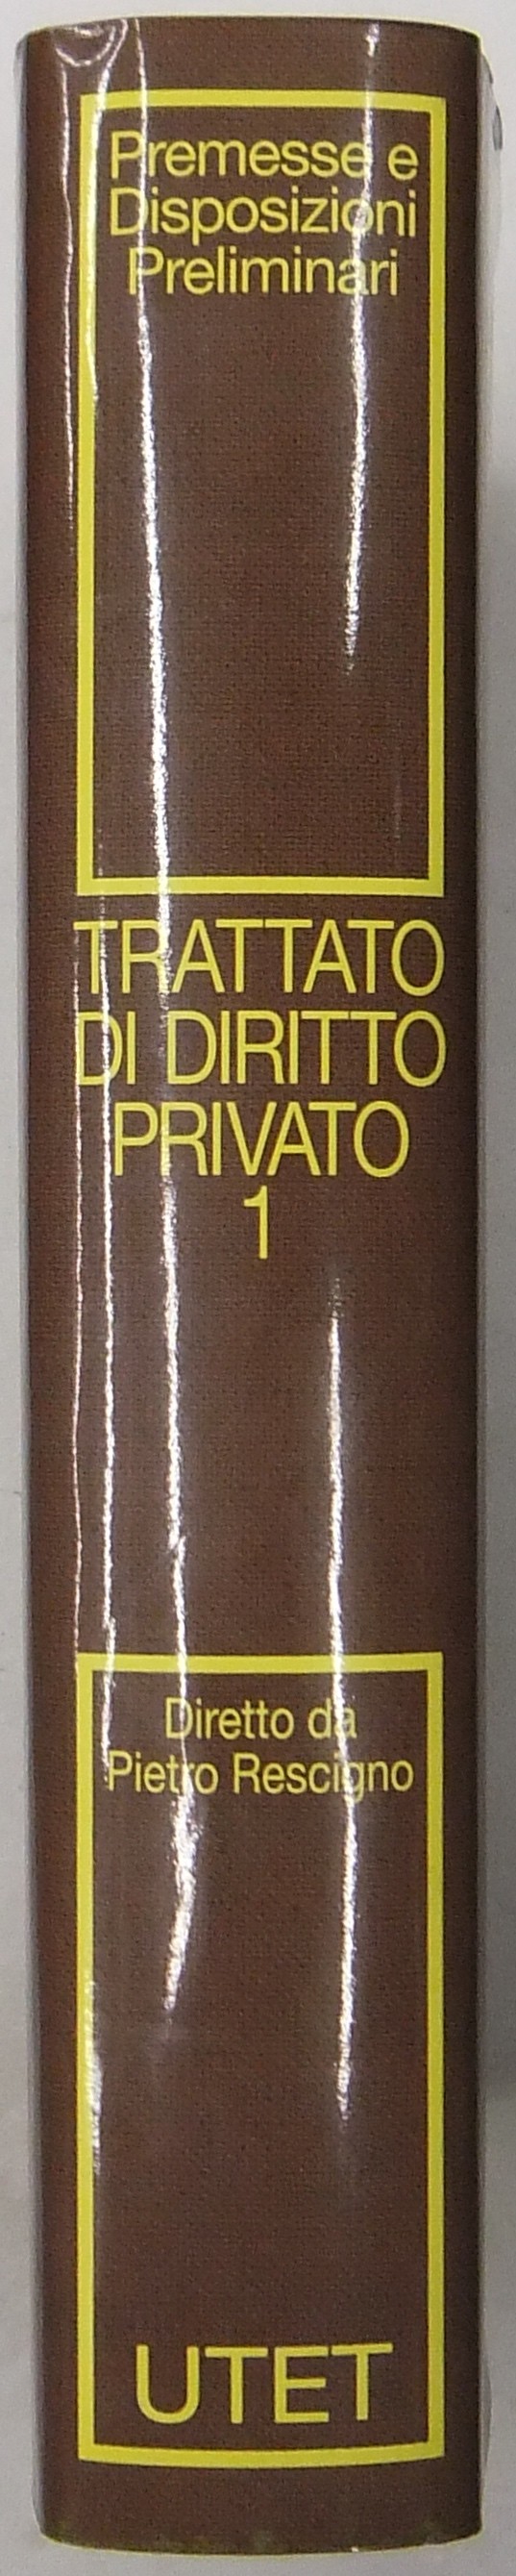 Premesse e
Disposizioni
Preliminari
TRATTATO
DI DIRITTO
PRIVATO
1
Diretto da
Pietro Rescigno
UTET